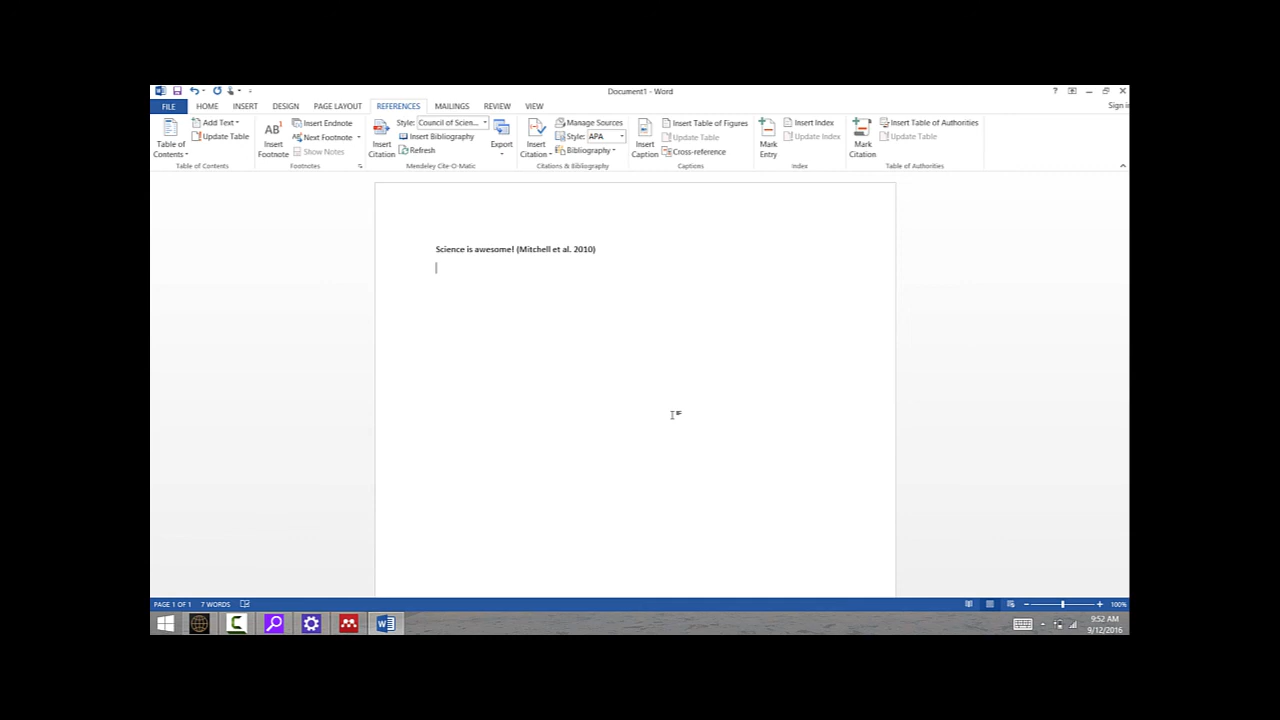 Document1 - Word
? 
FILE HOME INSERT DESIGN PAGE LAYOUT REFERENCES MAILINGS REVIEW VIEW
Table of Contents
Add Text
Update Table
Table of Contents
AB1
Insert Footnote
Insert Endnote
Next Footnote
Show Notes
Footnotes
Insert Citation
Style: Council of Scien...
Insert Bibliography
Refresh
Export
Mendeley Cite-O-Matic
Insert Citation
Manage Sources
Style: APA
Bibliography
Citations & Bibliography
Insert Caption
Insert Table of Figures
Update Table
Cross-reference
Captions
Mark Entry
Insert Index
Update Index
Index
Mark Citation
Insert Table of Authorities
Update Table
Table of Authorities
Science is awesome! (Mitchell et al. 2010)
PAGE 1 OF 1 7 WORDS
100%
9:52 AM
9/12/2016